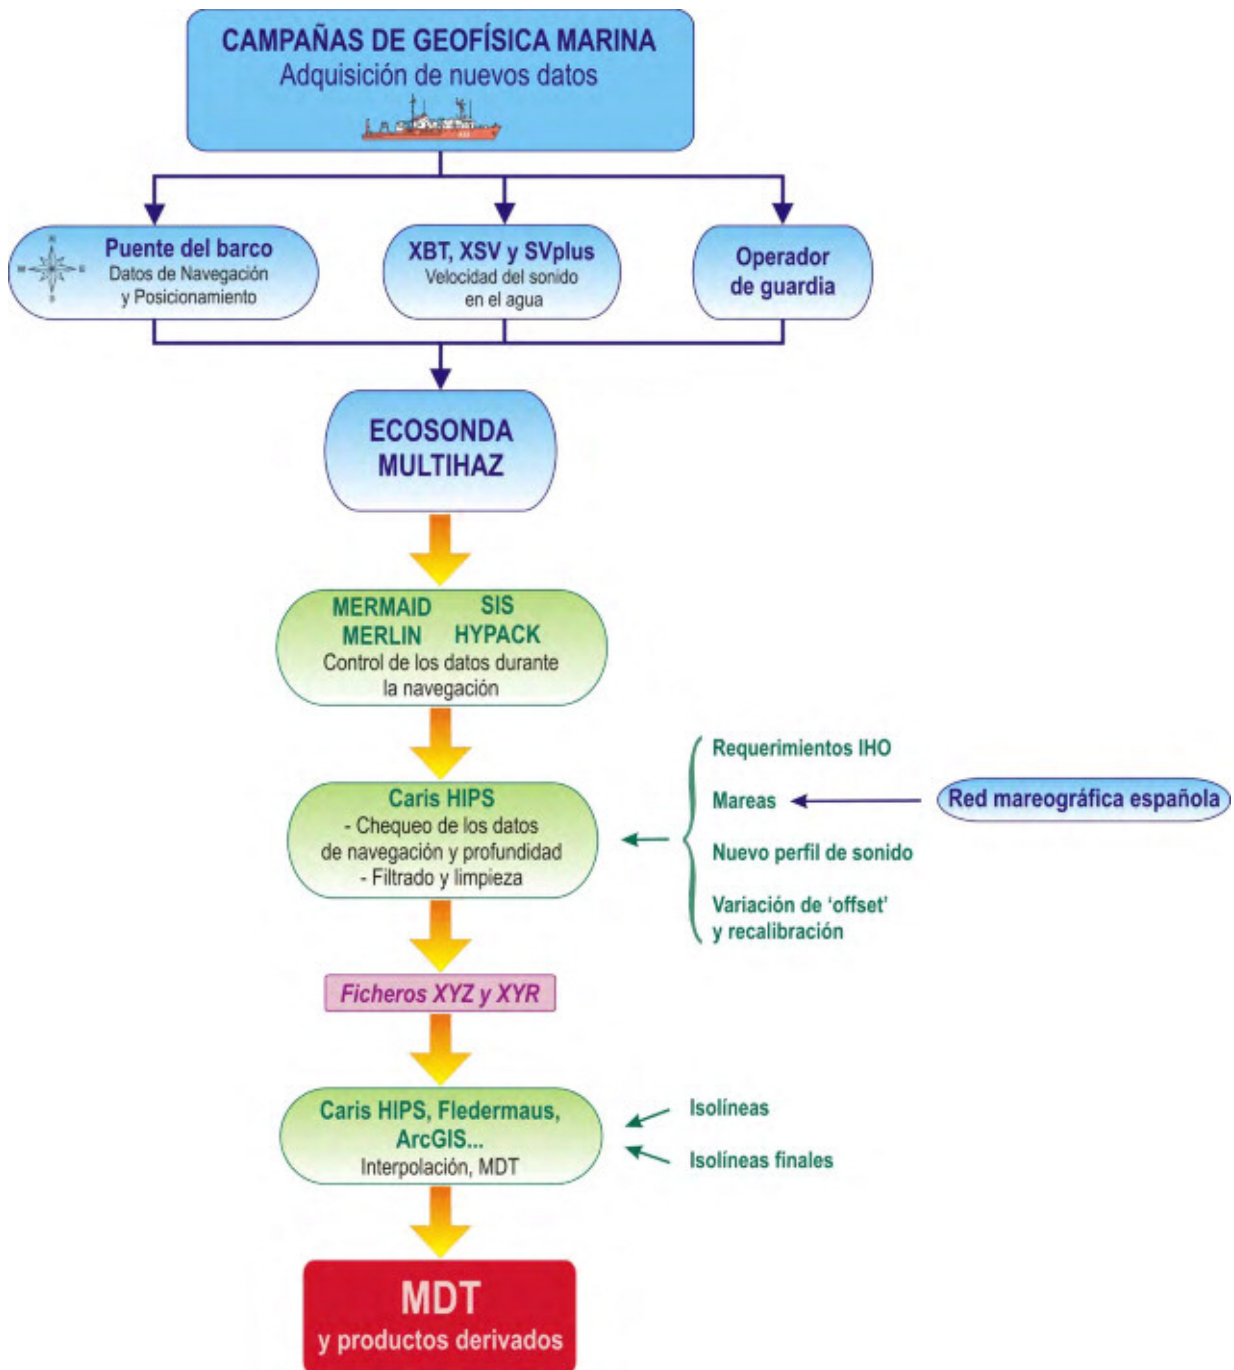 CAMPAÑAS DE GEOFÍSICA MARINA
Adquisición de nuevos datos
Puente del barco
Datos de Navegación
y Posicionamiento
XBT, XSV y SVplus
Velocidad del sonido
en el agua
Operador
de guardia
ECOSONDA
MULTIHAZ
MERMAID SIS
MERLIN HYPACK
Control de los datos durante
la navegación
Caris HIPS
- Chequeo de los datos
de navegación y profundidad
- Filtrado y limpieza
Requerimientos IHO
Mareas
Red mareográfica española
Nuevo perfil de sonido
Variación de ‘offset’
y recalibración
Ficheros XYZ y XYR
Caris HIPS, Fledermaus,
ArcGIS...
Interpolación, MDT
Isolíneas
Isolíneas finales
MDT
y productos derivados